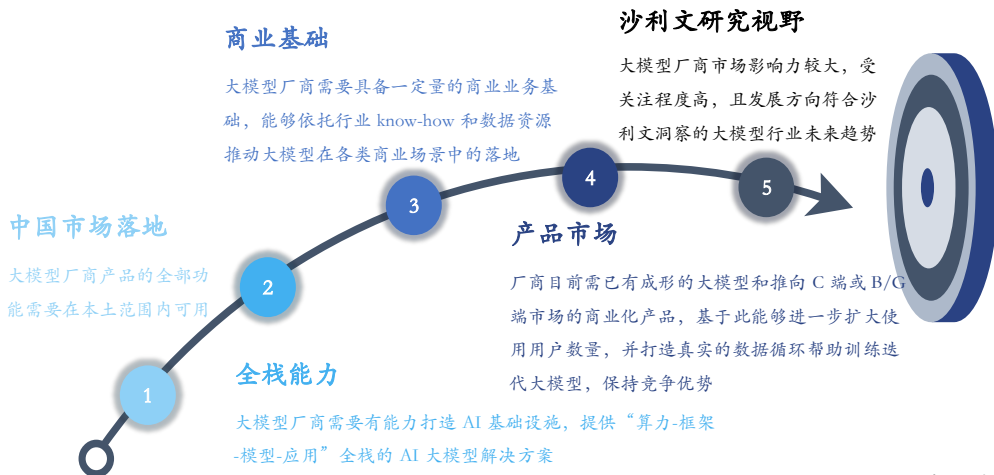 1
中国市场落地
大模型厂商产品的全部功
能需要在本土范围内可用
2
全栈能力
大模型厂商需要有能力打造 AI 基础设施，提供“算力-框架
-模型-应用”全栈的 AI 大模型解决方案
3
商业基础
大模型厂商需要具备一定量的商业业务基
础，能够依托行业 know-how 和数据资源
推动大模型在各类商业场景中的落地
4
产品市场
厂商目前需已有成形的大模型和推向 C 端或 B/G
端市场的商业化产品，基于此能够进一步扩大使
用用户数量，并打造真实的数据循环帮助训练迭
代大模型，保持竞争优势
5
沙利文研究视野
大模型厂商市场影响力较大，受
关注程度高，且发展方向符合沙
利文洞察的大模型行业未来趋势